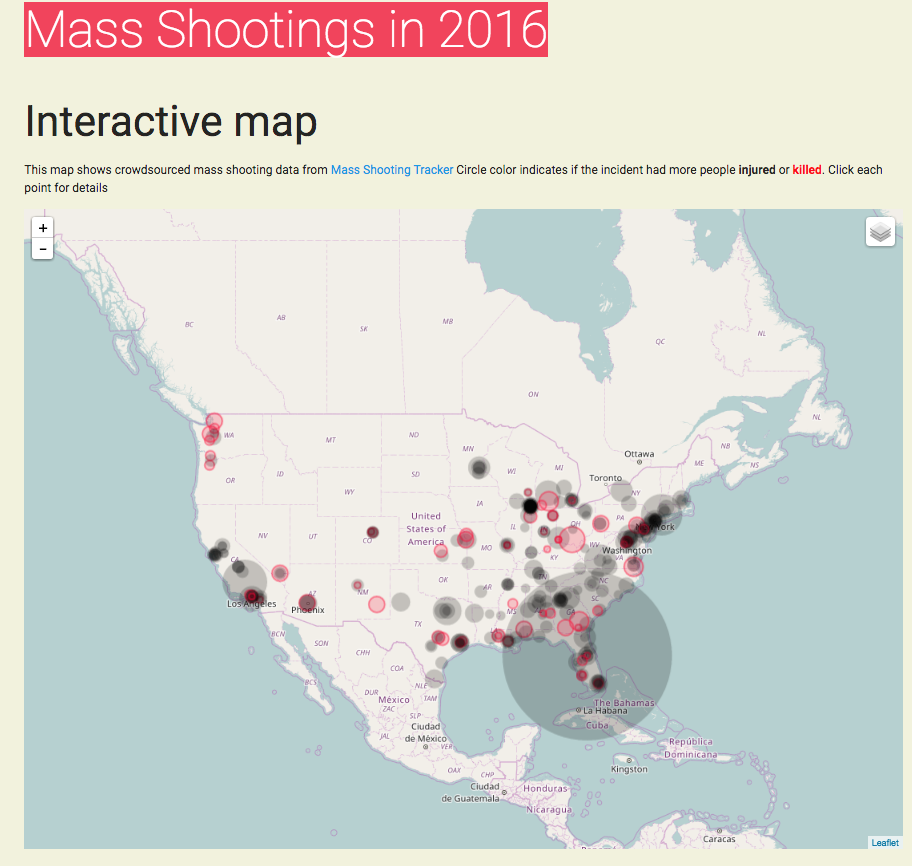 Mass Shootings in 2016
Interactive map
This map shows crowdsourced mass shooting data from Mass Shooting Tracker Circle color indicates if the incident had more people injured or killed. Click each
point for details
+
−
BC
AB
SK
MB
ON
QC
NL
NL
NB
NS
ME
WA
MT
ND
MN
WI
MI
Ottawa
Toronto
NY
OR
ID
WY
SD
IA
IL
OH
PA
New York
NV
UT
CO
United
States of
America
MO
KY
WV
VA
Washington
CA
AZ
NM
OK
AR
TN
NC
SC
MS
GA
LA
TX
Los Angeles
Phoenix
BCN
SON
CHH
COA
BCS
DUR
NLE
TAM
México
ZAC
SLP
JAL
Ciudad
de México
VER
OAX
CHP
Ciudad
de Guatemala
Honduras
Nicaragua
The Bahamas
La Habana
Cuba
República
Dominicana
Kingston
Caracas
Leaflet